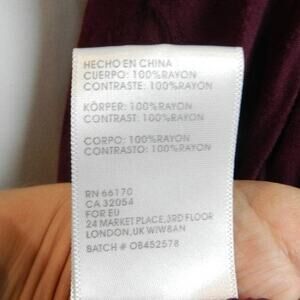 HECHO EN CHINA
CUERPO: 100%RAYON
CONTRASTE: 100%RAYON
KÖRPER: 100%RAYON
CONTRAST: 100%RAYON
CORPO: 100%RAYON
CONTRASTO: 100%RAYON
RN 66170
CA 32054
FOR EU
24 MARKET PLACE, 3RD FLOOR
LONDON, UK W1W8AN
BATCH # 08452578